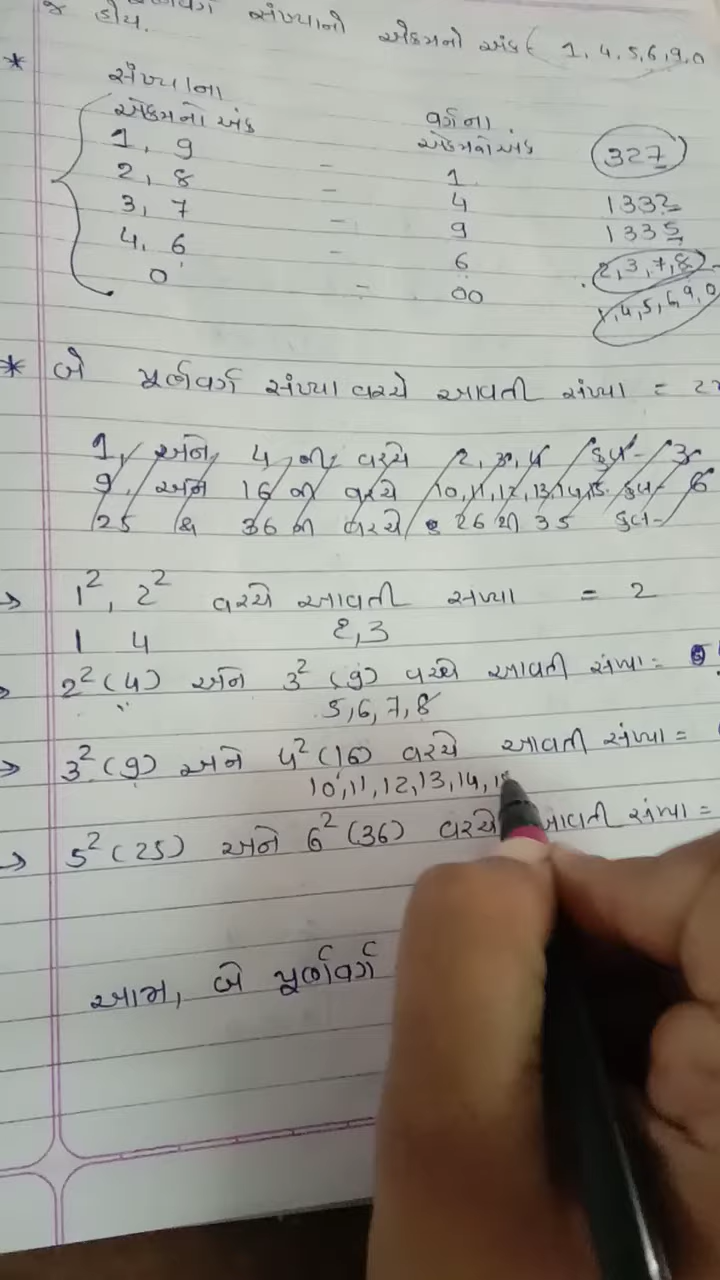 જ હોય. સંખ્યાનો એકમનો અંક ( 1, 4, 5, 6, 9, 0
* સંખ્યાના
એકમનો અંક
વર્ગના
એકમનો અંક
1, 9 – 1
2, 8 – 4
3, 7 – 9
4, 6 – 6
0 – 00
327
1332
1335
2, 3, 7, 8
1, 4, 5, 6, 9, 0
* બે પૂર્ણવર્ગ સંખ્યા વચ્ચે આવતી સંખ્યા = 2
1, અને 4 ની વચ્ચે 2, 3, 4 કુલ- 3
9, અને 16 ની વચ્ચે 10, 11, 12, 13, 14, 15 કુલ- 6
25 36 ની વચ્ચે 26 થી 35 કુલ-
→ 1², 2² વચ્ચે આવતી સંખ્યા = 2
1 4 2, 3
2² (4) અને 3² (9) વચ્ચે આવતી સંખ્યા =
5, 6, 7, 8
→ 3² (9) અને 4² (16) વચ્ચે આવતી સંખ્યા =
10, 11, 12, 13, 14, 1
→ 5² (25) અને 6² (36) વચ્ચે આવતી સંખ્યા =
આમ, બે પૂર્ણવર્ગ